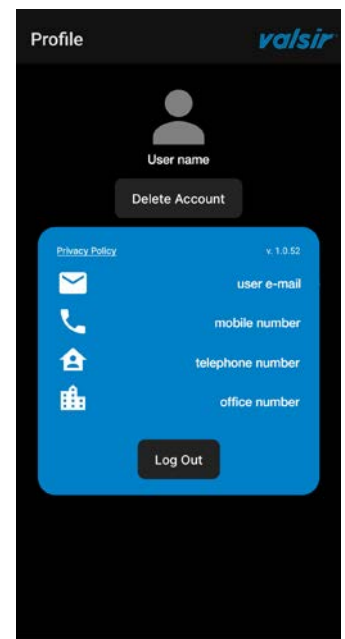 Profile
valsir
User name
Delete Account
Privacy Policy
v. 1.0.52
user e-mail
mobile number
telephone number
office number
Log Out